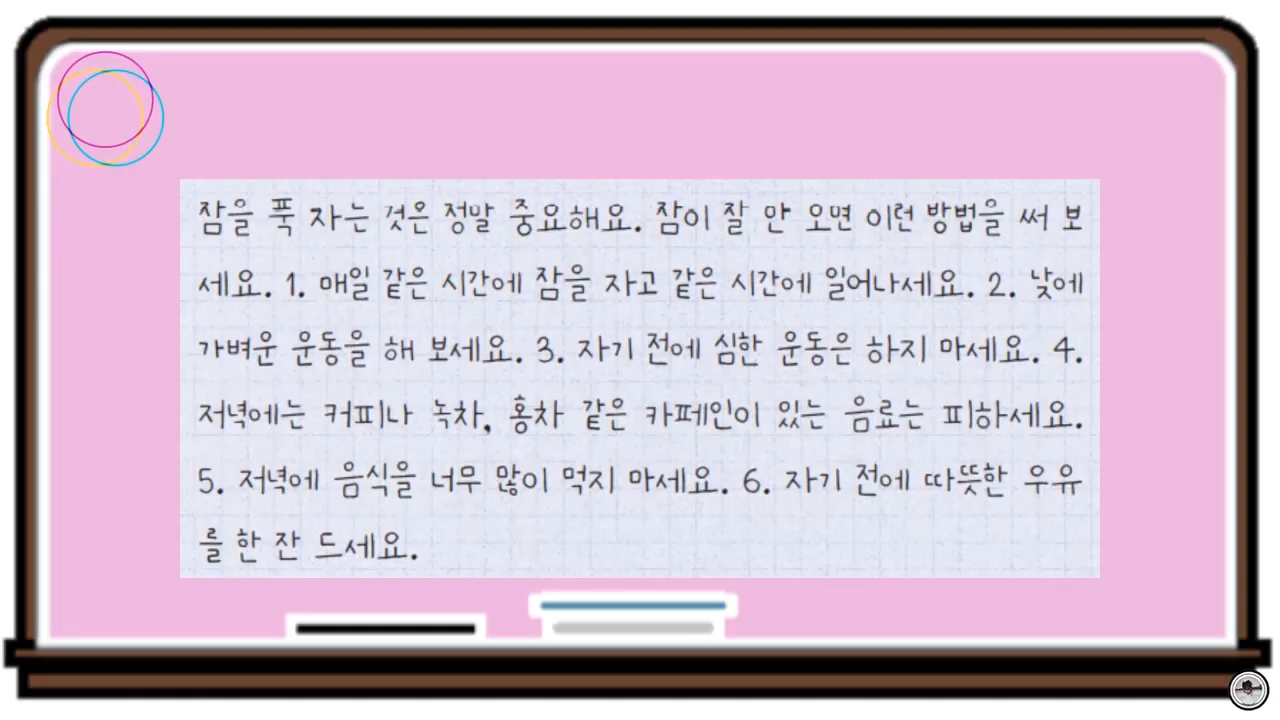 잠을 푹 자는 것은 정말 중요해요. 잠이 잘 안 오면 이런 방법을 써 보
세요. 1. 매일 같은 시간에 잠을 자고 같은 시간에 일어나세요. 2. 낮에
가벼운 운동을 해 보세요. 3. 자기 전에 심한 운동은 하지 마세요. 4.
저녁에는 커피나 녹차, 홍차 같은 카페인이 있는 음료는 피하세요.
5. 저녁에 음식을 너무 많이 먹지 마세요. 6. 자기 전에 따뜻한 우유
를 한 잔 드세요.